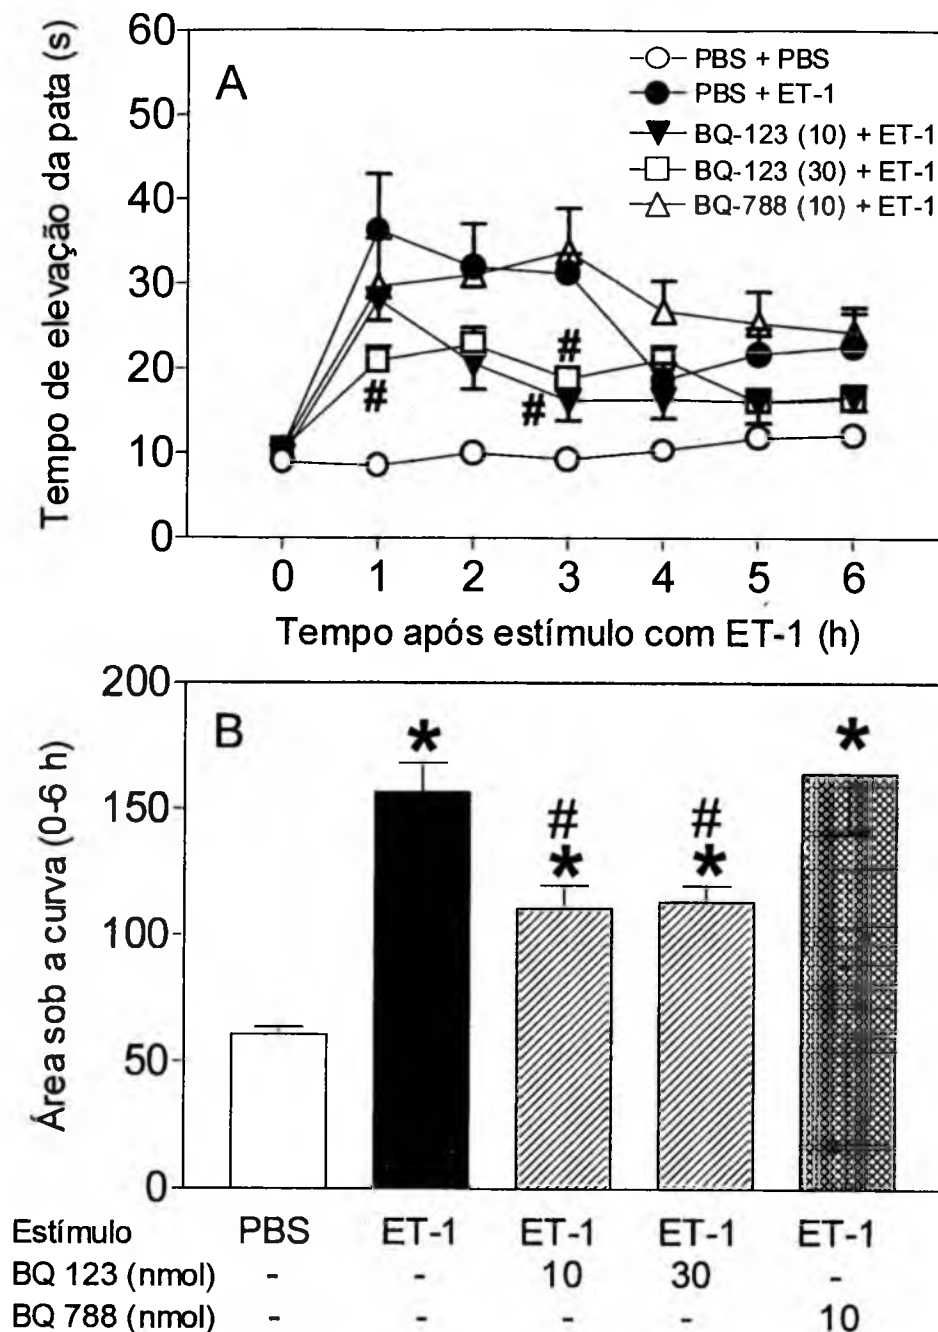 Tempo de elevação da pata (s)
60
50
40
30
20
10
0
A
PBS + PBS
PBS + ET-1
BQ-123 (10) + ET-1
BQ-123 (30) + ET-1
BQ-788 (10) + ET-1
#
#
#
0 1 2 3 4 5 6
Tempo após estímulo com ET-1 (h)
Área sob a curva (0-6 h)
200
150
100
50
0
B
* *
# #
* *
Estímulo PBS ET-1 ET-1 ET-1 ET-1
BQ 123 (nmol) - - 10 30 -
BQ 788 (nmol) - - - - 10